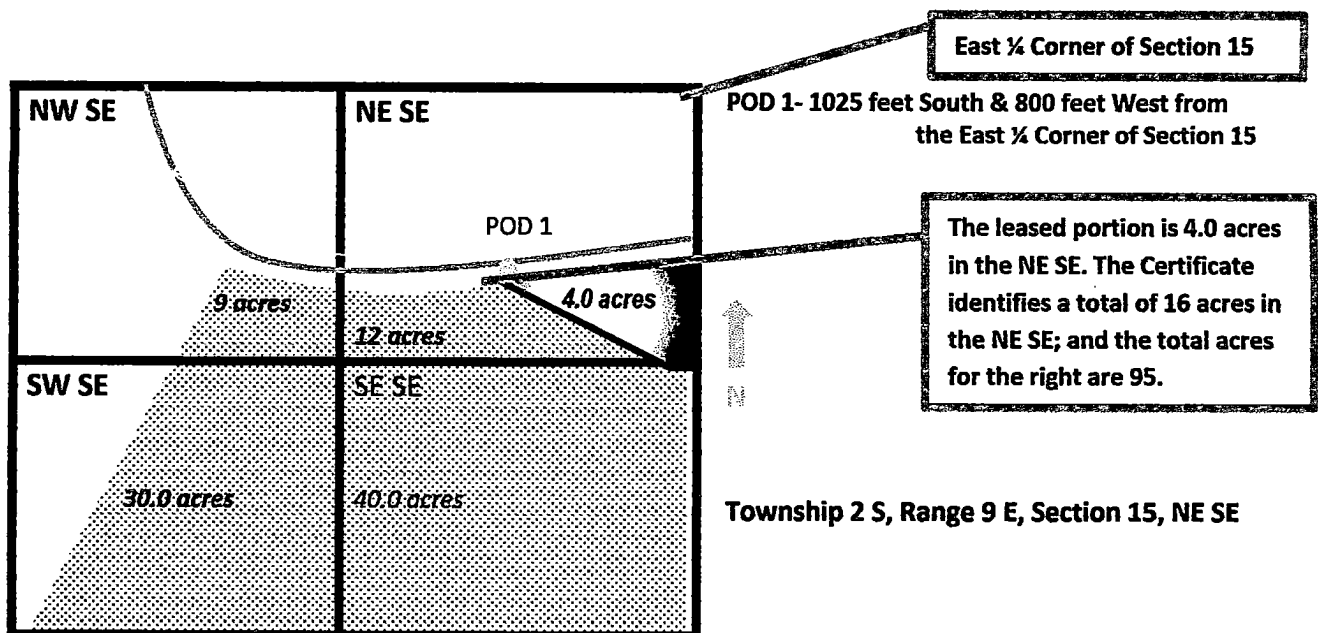 East ¼ Corner of Section 15
NW SE
NE SE
POD 1- 1025 feet South & 800 feet West from
the East ¼ Corner of Section 15
POD 1
The leased portion is 4.0 acres
in the NE SE. The Certificate
identifies a total of 16 acres in
the NE SE; and the total acres
for the right are 95.
9 acres
4.0 acres
12 acres
N
SW SE
SE SE
30.0 acres
40.0 acres
Township 2 S, Range 9 E, Section 15, NE SE